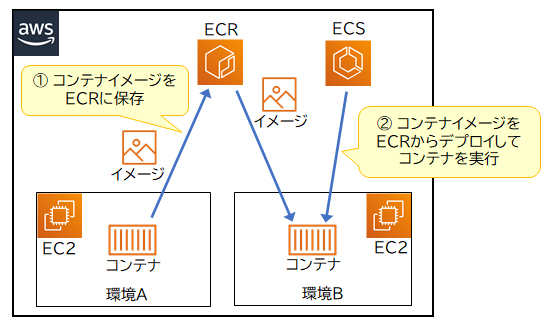 aws
ECR
ECS
① コンテナイメージを
ECRに保存
イメージ
② コンテナイメージを
ECRからデプロイして
コンテナを実行
イメージ
EC2
コンテナ
環境A
コンテナ
EC2
環境B